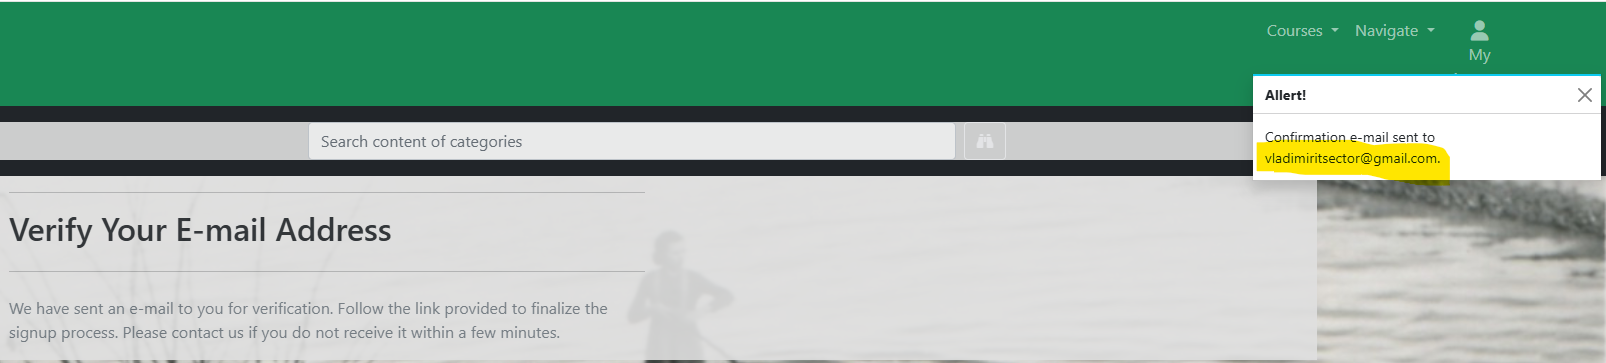 Courses
Navigate
My
Allert!
Confirmation e-mail sent to
vladimiritsector@gmail.com.
Search content of categories
Verify Your E-mail Address
We have sent an e-mail to you for verification. Follow the link provided to finalize the
signup process. Please contact us if you do not receive it within a few minutes.